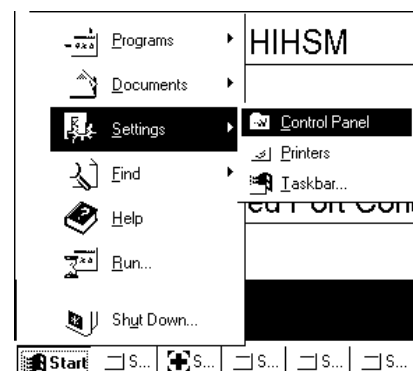 Programs
HIHSM
Documents
Settings
Control Panel
Printers
Find
Taskbar...
Help
Run...
Shut Down...
Start S... S... S... S... S...